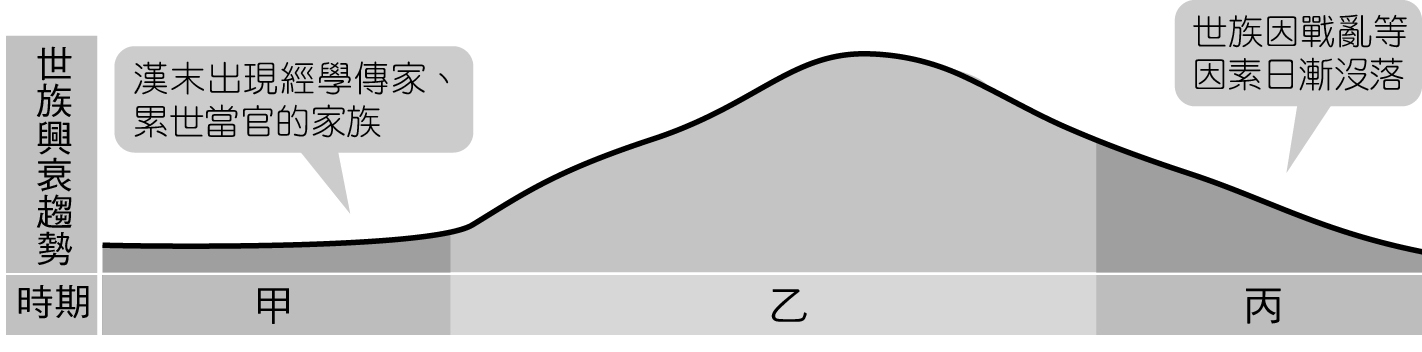 世族興衰趨勢
漢末出現經學傳家、
累世當官的家族
世族因戰亂等
因素日漸沒落
時期
甲
乙
丙